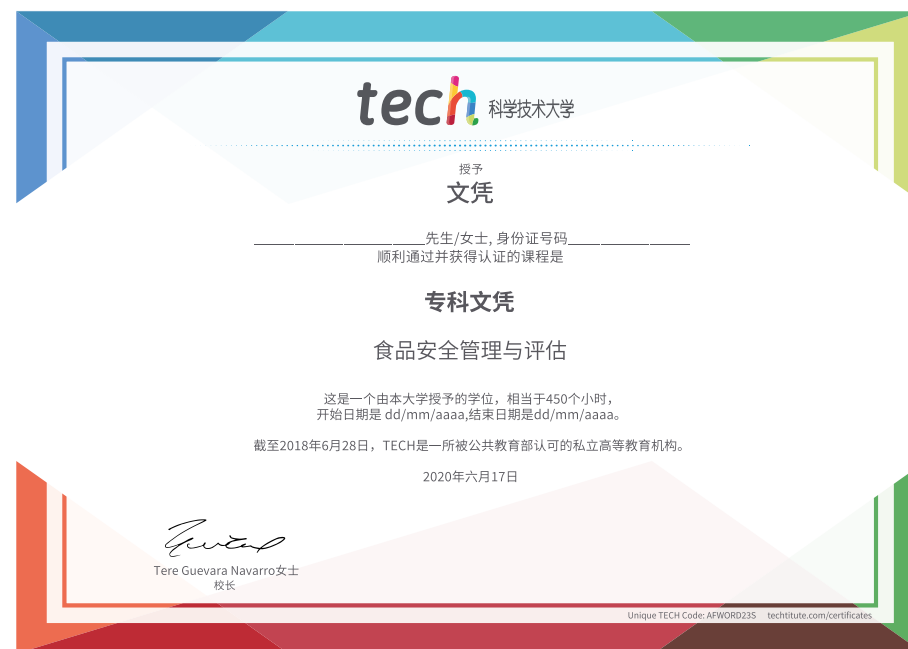 tech 科学技术大学
授予
文凭
____________________先生/女士, 身份证号码______________
顺利通过并获得认证的课程是
专科文凭
食品安全管理与评估
这是一个由本大学授予的学位，相当于450个小时，
开始日期是 dd/mm/aaaa,结束日期是dd/mm/aaaa。
截至2018年6月28日，TECH是一所被公共教育部认可的私立高等教育机构。
2020年六月17日
Tere Guevara Navarro女士
校长
Unique TECH Code: AFWORD23S techtitute.com/certificates